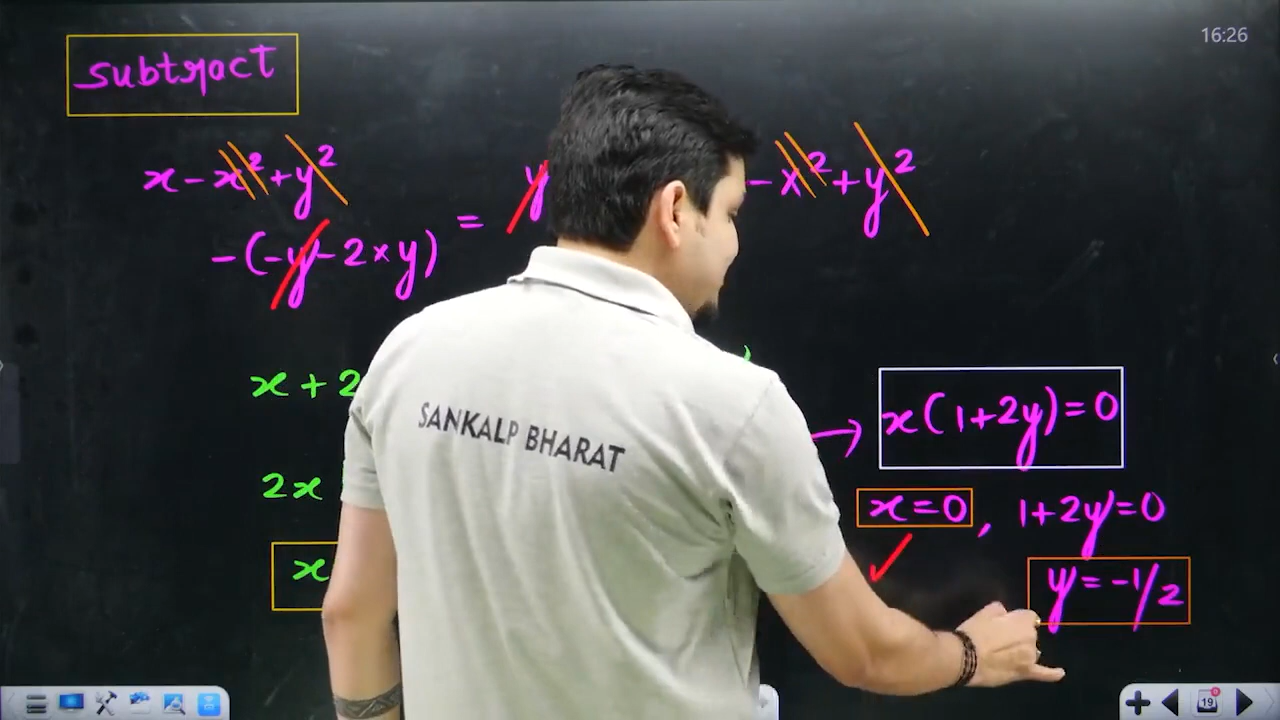 16:26
subtract
x - x² + y²
- x² + y²
-(-y - 2xy) = y
x + 2
x(1+2y) = 0
2x
x = 0, 1+2y = 0
x
y = -1/2
SANKALP BHARAT
19